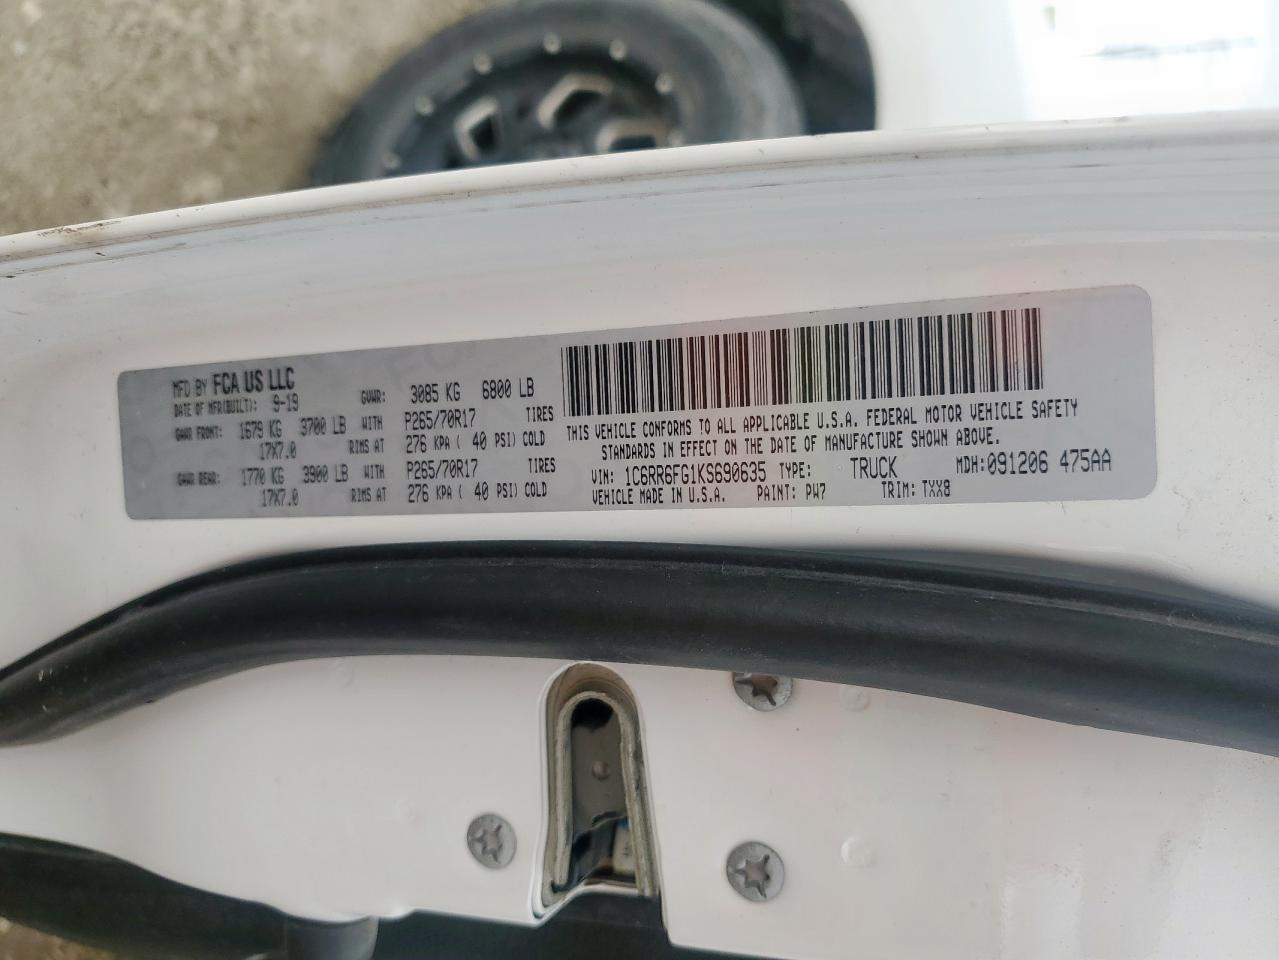 MFD BY FCA US LLC
DATE OF MFR(BUILT): 9-19 GVWR: 3085 KG 6800 LB
GAWR FRONT: 1679 KG 3700 LB WITH P265/70R17 TIRES
17X7.0 RIMS AT 276 KPA ( 40 PSI) COLD
GAWR REAR: 1770 KG 3900 LB WITH P265/70R17 TIRES
17X7.0 RIMS AT 276 KPA ( 40 PSI) COLD
THIS VEHICLE CONFORMS TO ALL APPLICABLE U.S.A. FEDERAL MOTOR VEHICLE SAFETY
STANDARDS IN EFFECT ON THE DATE OF MANUFACTURE SHOWN ABOVE.
VIN: 1C6RR6FG1KS690635 TYPE: TRUCK MDH:091206 475AA
VEHICLE MADE IN U.S.A. PAINT: PW7 TRIM: TXX8